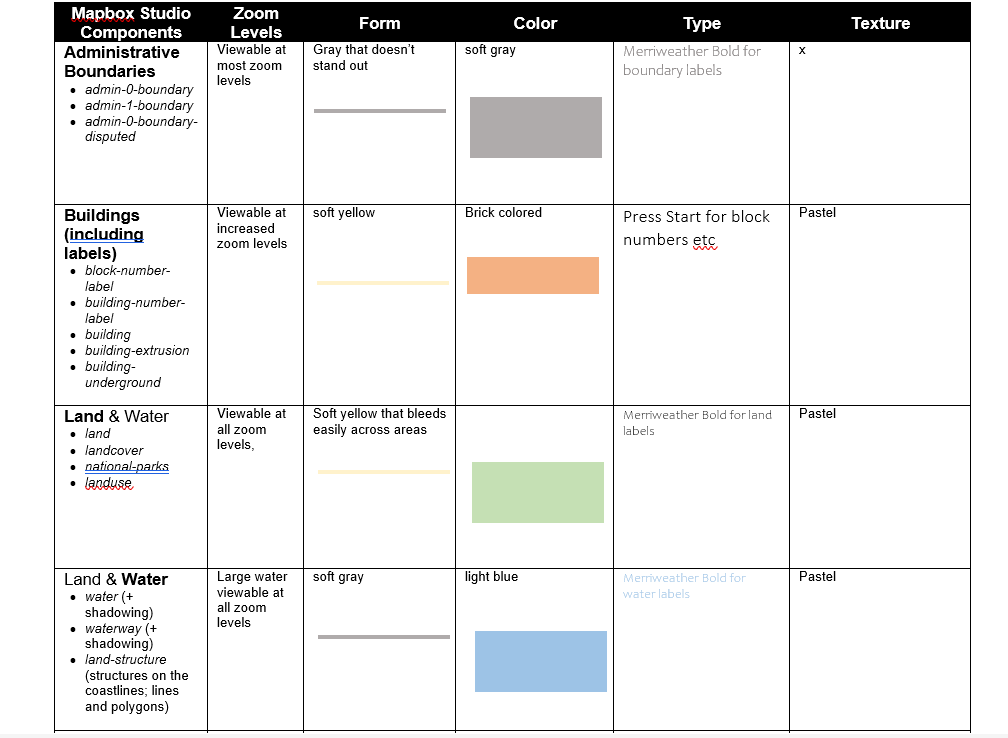 Mapbox Studio
Components
Zoom
Levels
Form
Color
Type
Texture
Administrative
Boundaries
• admin-0-boundary
• admin-1-boundary
• admin-0-boundary-
disputed
Viewable at
most zoom
levels
Gray that doesn’t
stand out
soft gray
Merriweather Bold for
boundary labels
x
Buildings
(including
labels)
• block-number-
label
• building-number-
label
• building
• building-extrusion
• building-
underground
Viewable at
increased
zoom levels
soft yellow
Brick colored
Press Start for block
numbers etc
Pastel
Land & Water
• land
• landcover
• national-parks
• landuse
Viewable at
all zoom
levels,
Soft yellow that bleeds
easily across areas
Merriweather Bold for land
labels
Pastel
Land & Water
• water (+
shadowing)
• waterway (+
shadowing)
• land-structure
(structures on the
coastlines; lines
and polygons)
Large water
viewable at
all zoom
levels
soft gray
light blue
Merriweather Bold for
water labels
Pastel